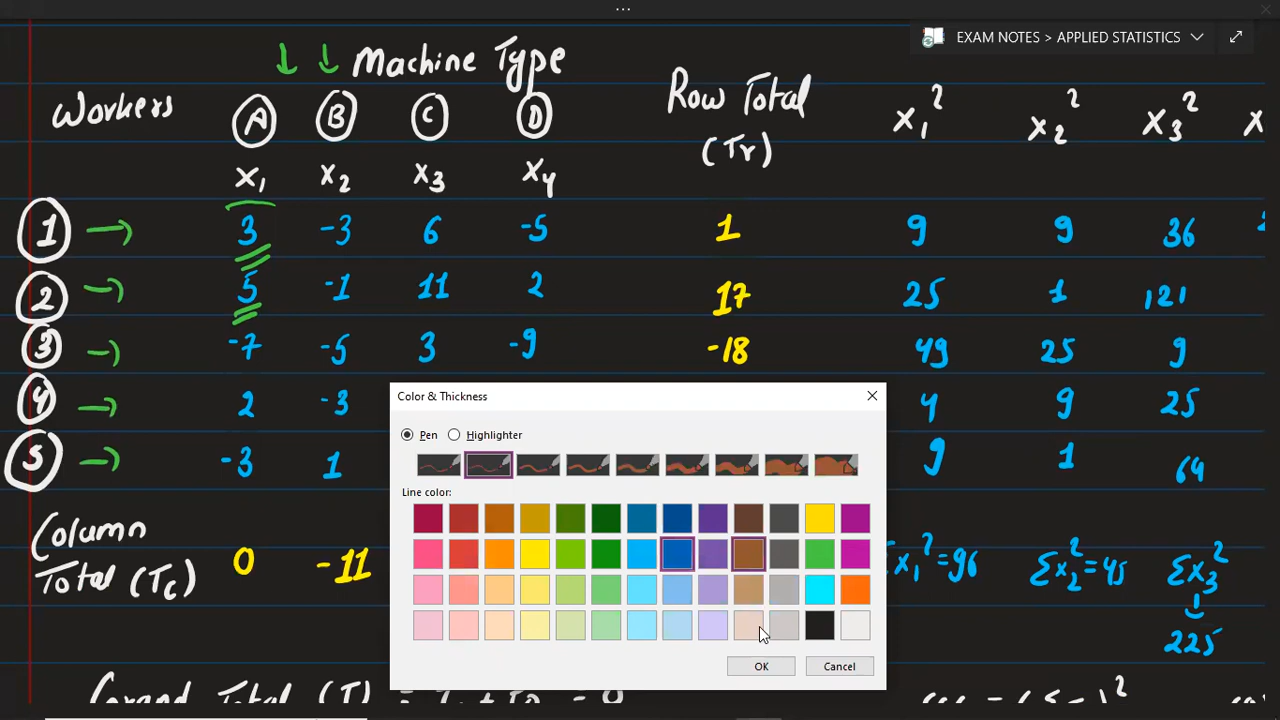 ...
EXAM NOTES > APPLIED STATISTICS
↓ ↓ Machine Type
Workers A B C D Row Total x₁² x₂² x₃² x
x₁ x₂ x₃ x₄ (Tr)
1 → 3 -3 6 -5 1 9 9 36
2 → 5 -1 11 2 17 25 1 121
3 → -7 -5 3 -9 -18 49 25 9
4 → 2 -3 4 9 25
5 → -3 1 9 1 64
Color & Thickness
Pen Highlighter
Line color:
OK Cancel
Column
Total (Tc) 0 -11 x₁² = 96 Σx₂² = 45 Σx₃²
↓
225
Grand Total (T) =